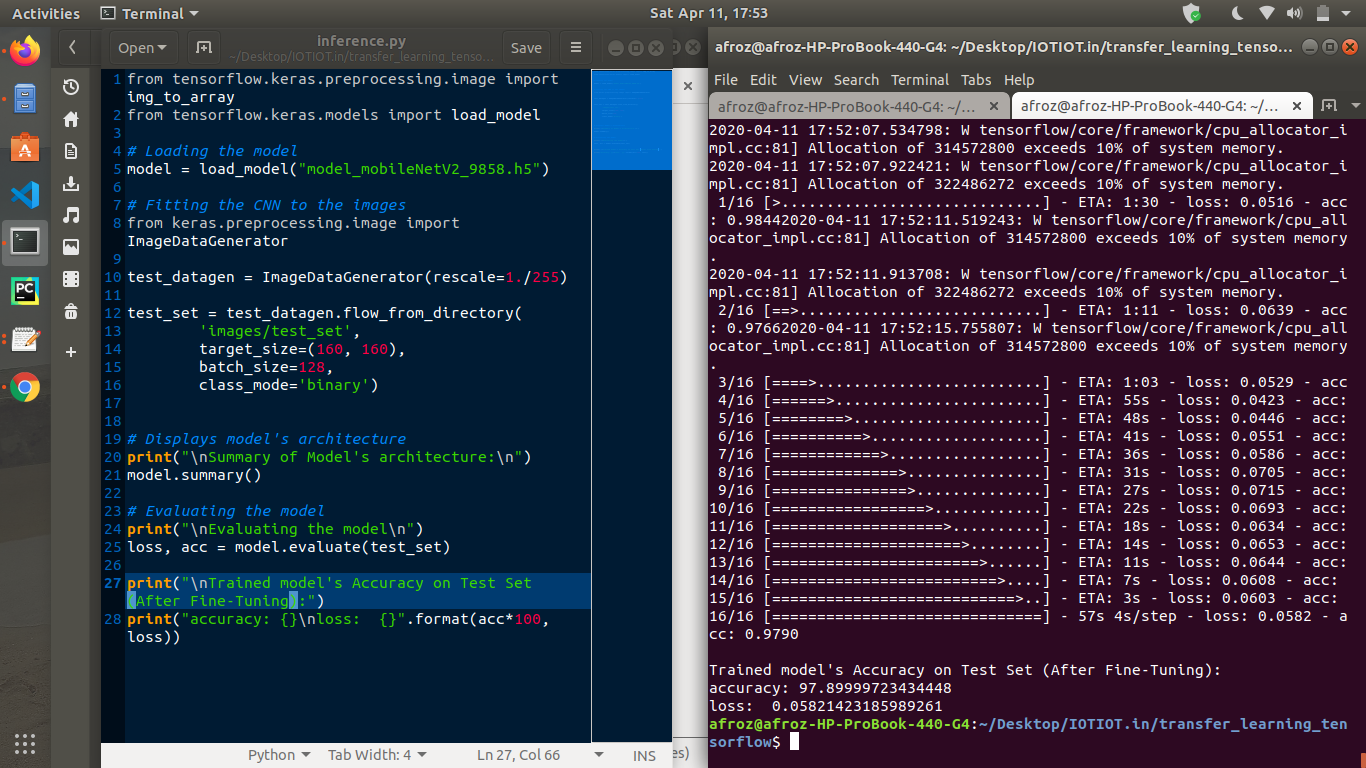 Activities Terminal Sat Apr 11, 17:53
Open inference.py Save
~/Desktop/IOTIOT.in/transfer_learning_tenso...
1 from tensorflow.keras.preprocessing.image import
img_to_array
2 from tensorflow.keras.models import load_model
3
4 # Loading the model
5 model = load_model("model_mobileNetV2_9858.h5")
6
7 # Fitting the CNN to the images
8 from keras.preprocessing.image import
ImageDataGenerator
9
10 test_datagen = ImageDataGenerator(rescale=1./255)
11
12 test_set = test_datagen.flow_from_directory(
13 'images/test_set',
14 target_size=(160, 160),
15 batch_size=128,
16 class_mode='binary')
17
18
19 # Displays model's architecture
20 print("\nSummary of Model's architecture:\n")
21 model.summary()
22
23 # Evaluating the model
24 print("\nEvaluating the model\n")
25 loss, acc = model.evaluate(test_set)
26
27 print("\nTrained model's Accuracy on Test Set
(After Fine-Tuning):")
28 print("accuracy: {}\nloss:  {}".format(acc*100,
loss))
Python Tab Width: 4 Ln 27, Col 66 INS
es)
PC
afroz@afroz-HP-ProBook-440-G4: ~/Desktop/IOTIOT.in/transfer_learning_tenso...
File Edit View Search Terminal Tabs Help
afroz@afroz-HP-ProBook-440-G4: ~/... afroz@afroz-HP-ProBook-440-G4: ~/...
2020-04-11 17:52:07.534798: W tensorflow/core/framework/cpu_allocator_i
mpl.cc:81] Allocation of 314572800 exceeds 10% of system memory.
2020-04-11 17:52:07.922421: W tensorflow/core/framework/cpu_allocator_i
mpl.cc:81] Allocation of 322486272 exceeds 10% of system memory.
1/16 [>.............................] - ETA: 1:30 - loss: 0.0516 - acc
: 0.98442020-04-11 17:52:11.519243: W tensorflow/core/framework/cpu_all
ocator_impl.cc:81] Allocation of 314572800 exceeds 10% of system memory
.
2020-04-11 17:52:11.913708: W tensorflow/core/framework/cpu_allocator_i
mpl.cc:81] Allocation of 322486272 exceeds 10% of system memory.
2/16 [==>...........................] - ETA: 1:11 - loss: 0.0639 - acc
: 0.97662020-04-11 17:52:15.755807: W tensorflow/core/framework/cpu_all
ocator_impl.cc:81] Allocation of 314572800 exceeds 10% of system memory
.
3/16 [====>.........................] - ETA: 1:03 - loss: 0.0529 - acc
4/16 [======>.......................] - ETA: 55s - loss: 0.0423 - acc:
5/16 [========>.....................] - ETA: 48s - loss: 0.0446 - acc:
6/16 [==========>...................] - ETA: 41s - loss: 0.0551 - acc:
7/16 [============>.................] - ETA: 36s - loss: 0.0586 - acc:
8/16 [==============>...............] - ETA: 31s - loss: 0.0705 - acc:
9/16 [===============>..............] - ETA: 27s - loss: 0.0715 - acc:
10/16 [=================>............] - ETA: 22s - loss: 0.0693 - acc:
11/16 [===================>..........] - ETA: 18s - loss: 0.0634 - acc:
12/16 [=====================>........] - ETA: 14s - loss: 0.0653 - acc:
13/16 [=======================>......] - ETA: 11s - loss: 0.0644 - acc:
14/16 [=========================>....] - ETA: 7s - loss: 0.0608 - acc:
15/16 [===========================>..] - ETA: 3s - loss: 0.0603 - acc:
16/16 [==============================] - 57s 4s/step - loss: 0.0582 - a
cc: 0.9790
Trained model's Accuracy on Test Set (After Fine-Tuning):
accuracy: 97.89999723434448
loss:  0.05821423185989261
afroz@afroz-HP-ProBook-440-G4:~/Desktop/IOTIOT.in/transfer_learning_ten
sorflow$